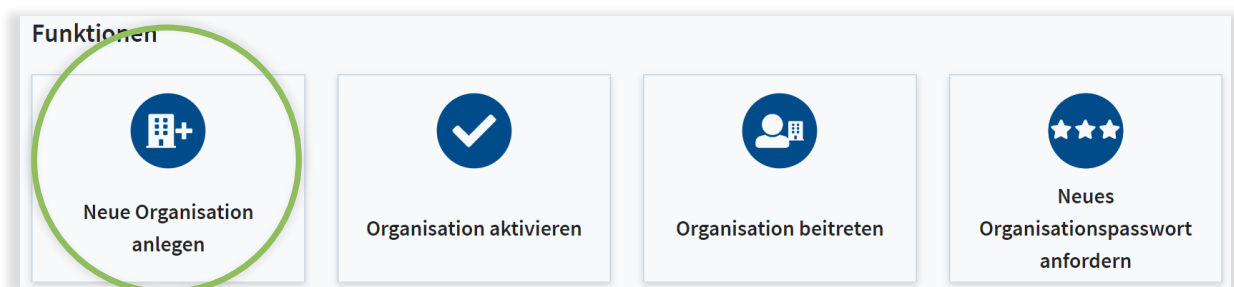 Funktionen
Neue Organisation
anlegen
Organisation aktivieren
Organisation beitreten
Neues
Organisationspasswort
anfordern